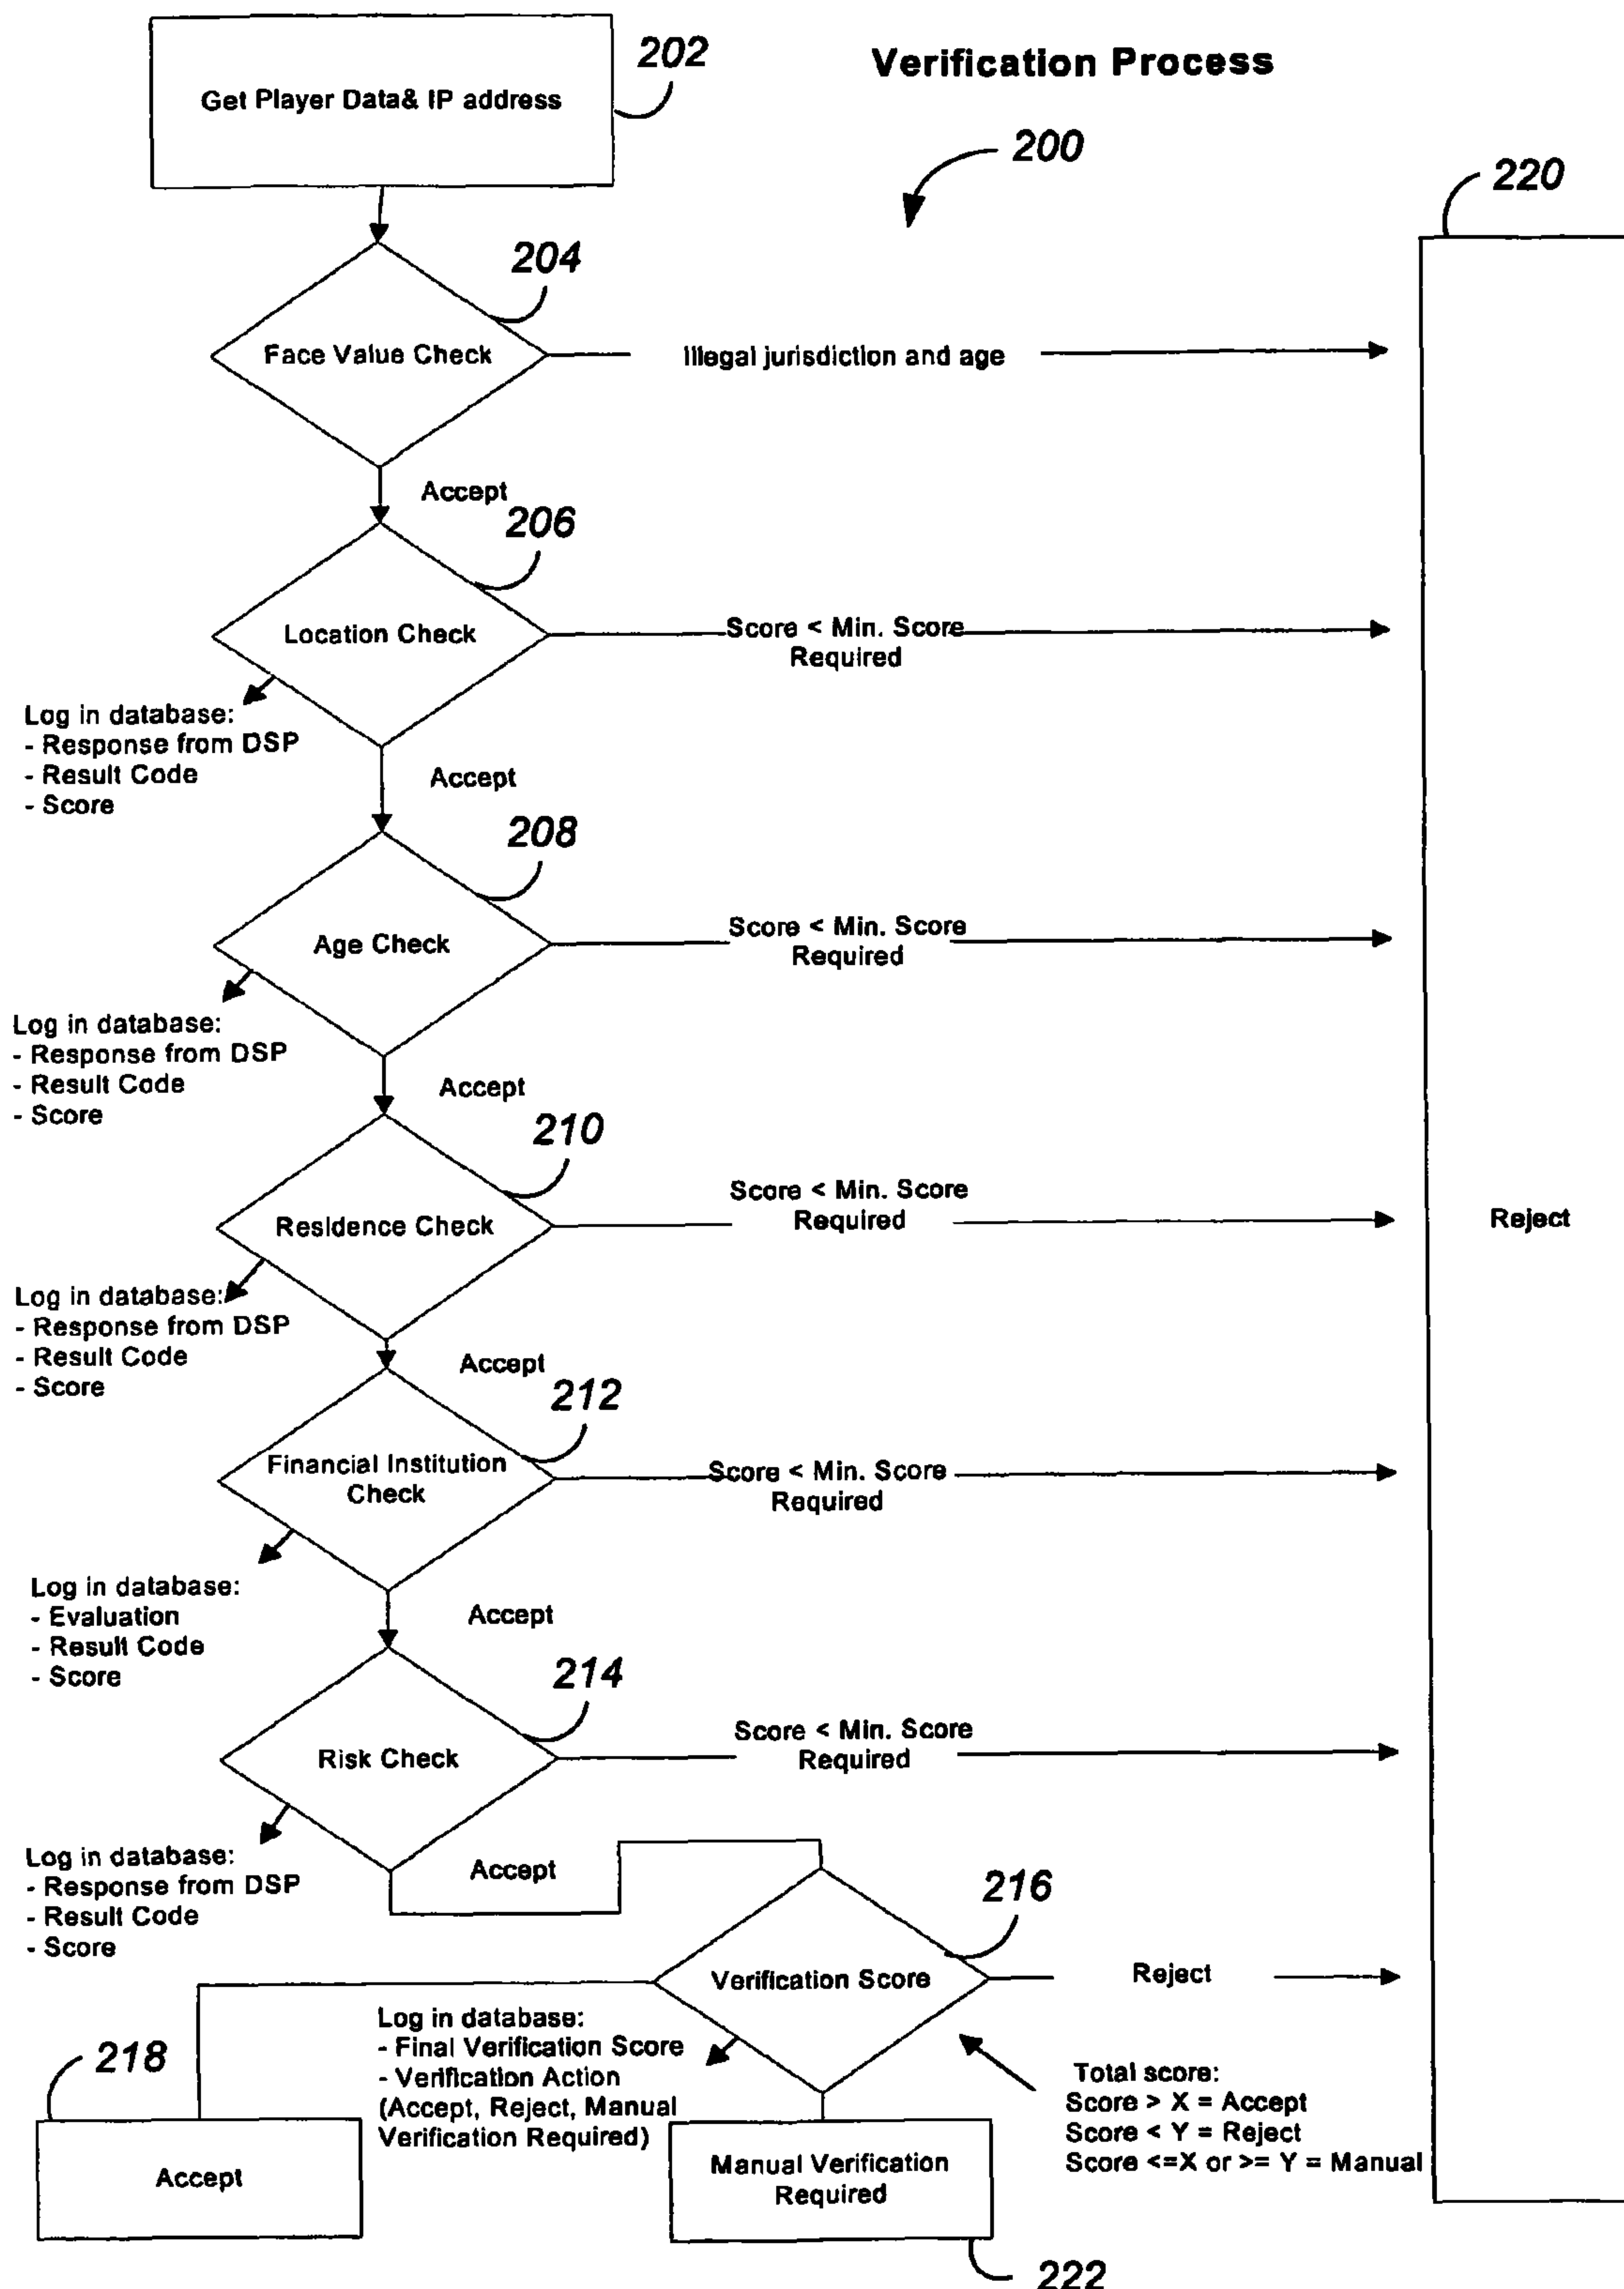 202
Verification Process
Get Player Data& IP address
200
220
204
Face Value Check
Illegal jurisdiction and age
Accept
206
Location Check
Score < Min. Score
Required
Log in database:
- Response from DSP
- Result Code
- Score
Accept
208
Age Check
Score < Min. Score
Required
Log in database:
- Response from DSP
- Result Code
- Score
Accept
210
Residence Check
Score < Min. Score
Required
Reject
Log in database:
- Response from DSP
- Result Code
- Score
Accept
212
Financial Institution
Check
Score < Min. Score
Required
Log in database:
- Evaluation
- Result Code
- Score
Accept
214
Risk Check
Score < Min. Score
Required
Log in database:
- Response from DSP
- Result Code
- Score
Accept
216
Verification Score
Reject
Log in database:
- Final Verification Score
- Verification Action
(Accept, Reject, Manual
Verification Required)
218
Accept
Total score:
Score > X = Accept
Score < Y = Reject
Score <=X or >= Y = Manual
Manual Verification
Required
222